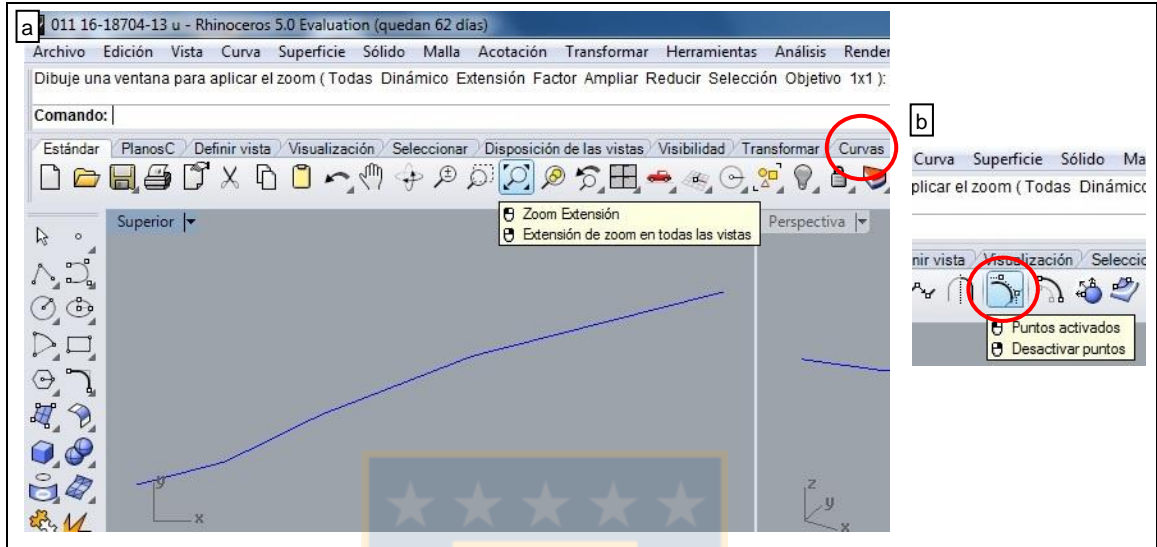 a
011 16-18704-13 u - Rhinoceros 5.0 Evaluation (quedan 62 días)
Archivo Edición Vista Curva Superficie Sólido Malla Acotación Transformar Herramientas Análisis Render
Dibuje una ventana para aplicar el zoom ( Todas Dinámico Extensión Factor Ampliar Reducir Selección Objetivo 1x1 ):
Comando:
Estándar PlanosC Definir vista Visualización Seleccionar Disposición de las vistas Visibilidad Transformar Curvas
Zoom Extensión
Extensión de zoom en todas las vistas
Superior
Perspectiva
y
x
z
y
x
b
Curva Superficie Sólido Ma
plicar el zoom ( Todas Dinámico
nir vista Visualización Seleccio
Puntos activados
Desactivar puntos